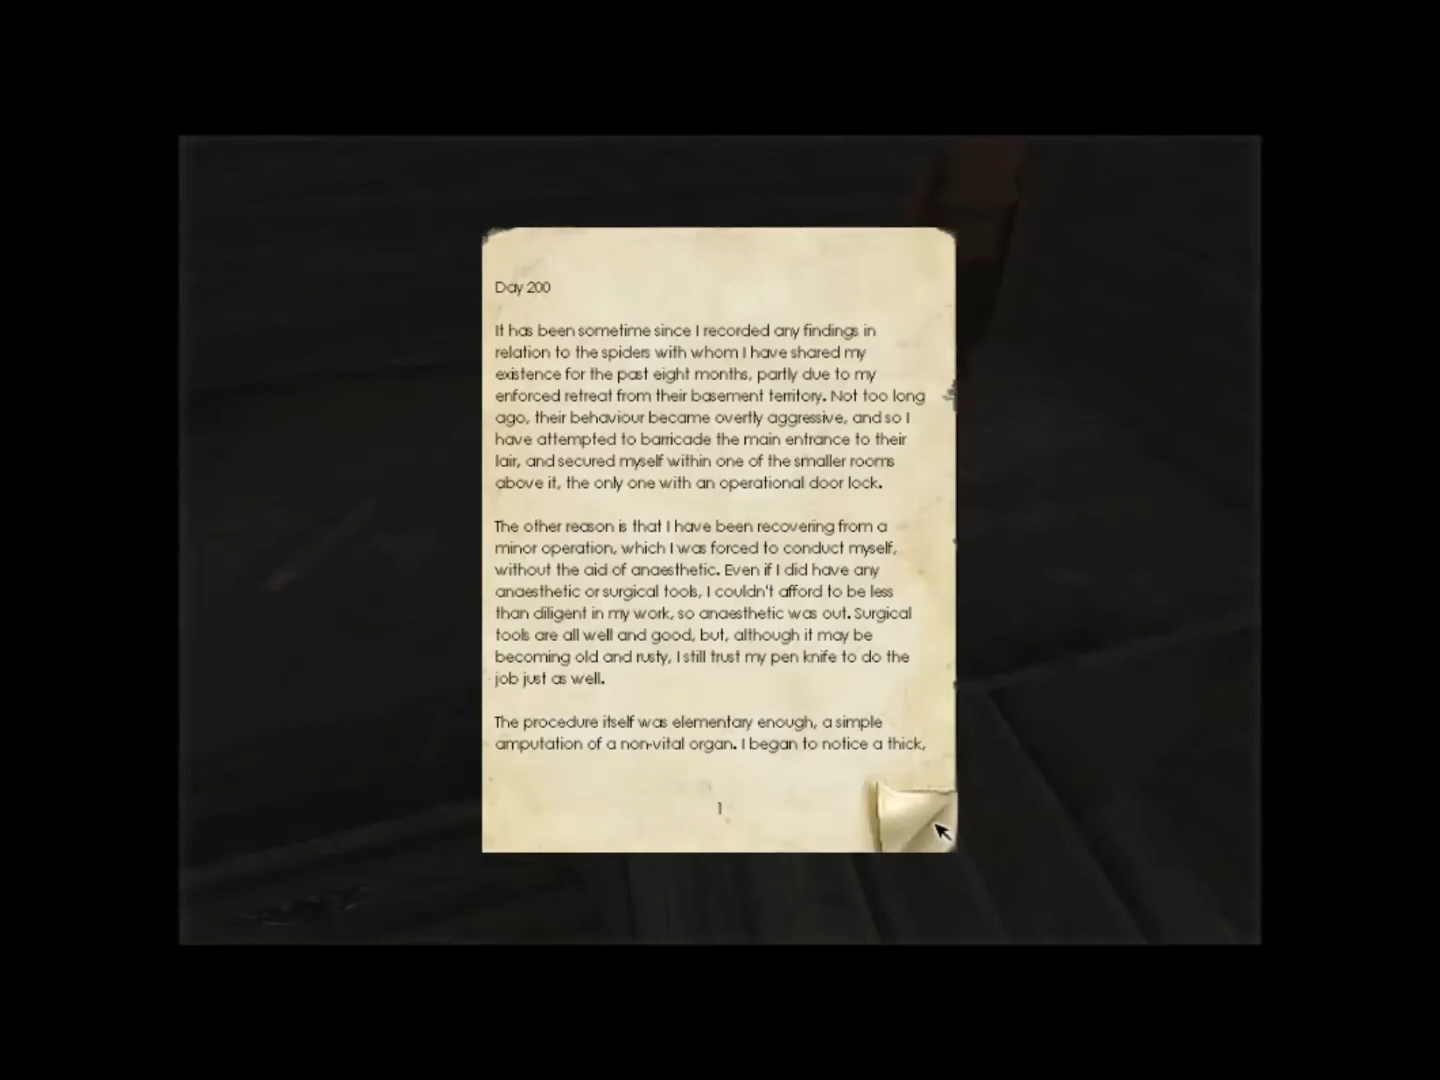 Day 200
It has been sometime since I recorded any findings in
relation to the spiders with whom I have shared my
existence for the past eight months, partly due to my
enforced retreat from their basement territory. Not too long
ago, their behaviour became overtly aggressive, and so I
have attempted to barricade the main entrance to their
lair, and secured myself within one of the smaller rooms
above it, the only one with an operational door lock.
The other reason is that I have been recovering from a
minor operation, which I was forced to conduct myself,
without the aid of anaesthetic. Even if I did have any
anaesthetic or surgical tools, I couldn't afford to be less
than diligent in my work, so anaesthetic was out. Surgical
tools are all well and good, but, although it may be
becoming old and rusty, I still trust my pen knife to do the
job just as well.
The procedure itself was elementary enough, a simple
amputation of a non-vital organ. I began to notice a thick,
1